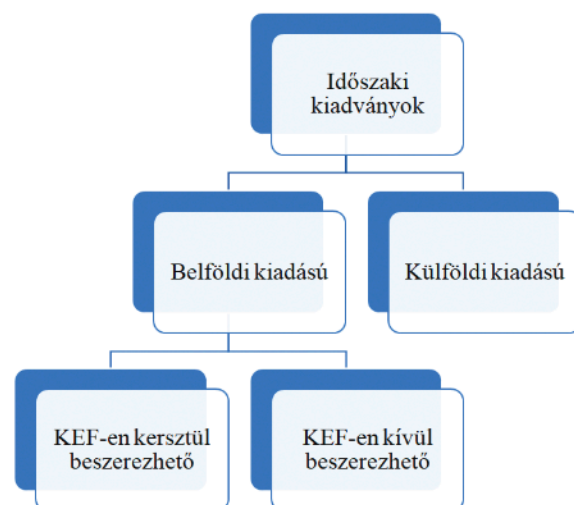 Időszaki
kiadványok
Belföldi kiadású
Külföldi kiadású
KEF-en kersztül
beszerezhető
KEF-en kívül
beszerezhető